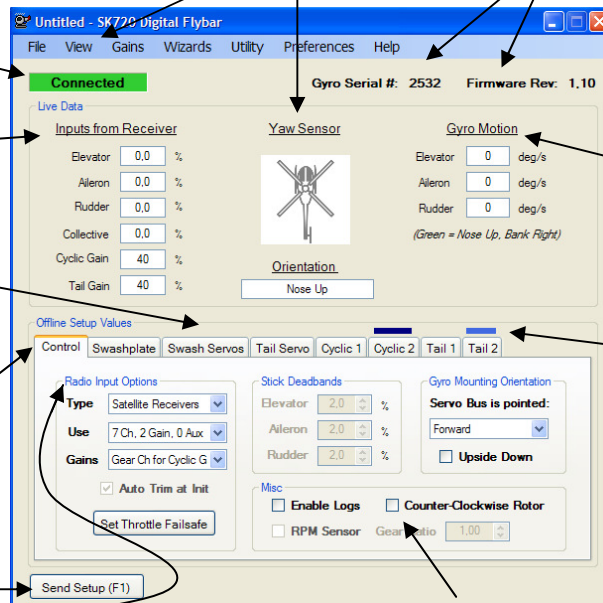 Untitled - SK720 Digital Flybar
File View Gains Wizards Utility Preferences Help
Connected
Gyro Serial #: 2532 Firmware Rev: 1,10
Live Data
Inputs from Receiver
Elevator 0,0 %
Aileron 0,0 %
Rudder 0,0 %
Collective 0,0 %
Cyclic Gain 40 %
Tail Gain 40 %
Yaw Sensor
Orientation
Nose Up
Gyro Motion
Elevator 0 deg/s
Aileron 0 deg/s
Rudder 0 deg/s
(Green = Nose Up, Bank Right)
Offline Setup Values
Control Swashplate Swash Servos Tail Servo Cyclic 1 Cyclic 2 Tail 1 Tail 2
Radio Input Options
Type Satellite Receivers
Use 7 Ch, 2 Gain, 0 Aux
Gains Gear Ch for Cyclic G
Auto Trim at Init
Set Throttle Failsafe
Stick Deadbands
Elevator 2,0 %
Aileron 2,0 %
Rudder 2,0 %
Gyro Mounting Orientation
Servo Bus is pointed:
Forward
Upside Down
Misc
Enable Logs Counter-Clockwise Rotor
RPM Sensor Gear Ratio 1,00
Send Setup (F1)